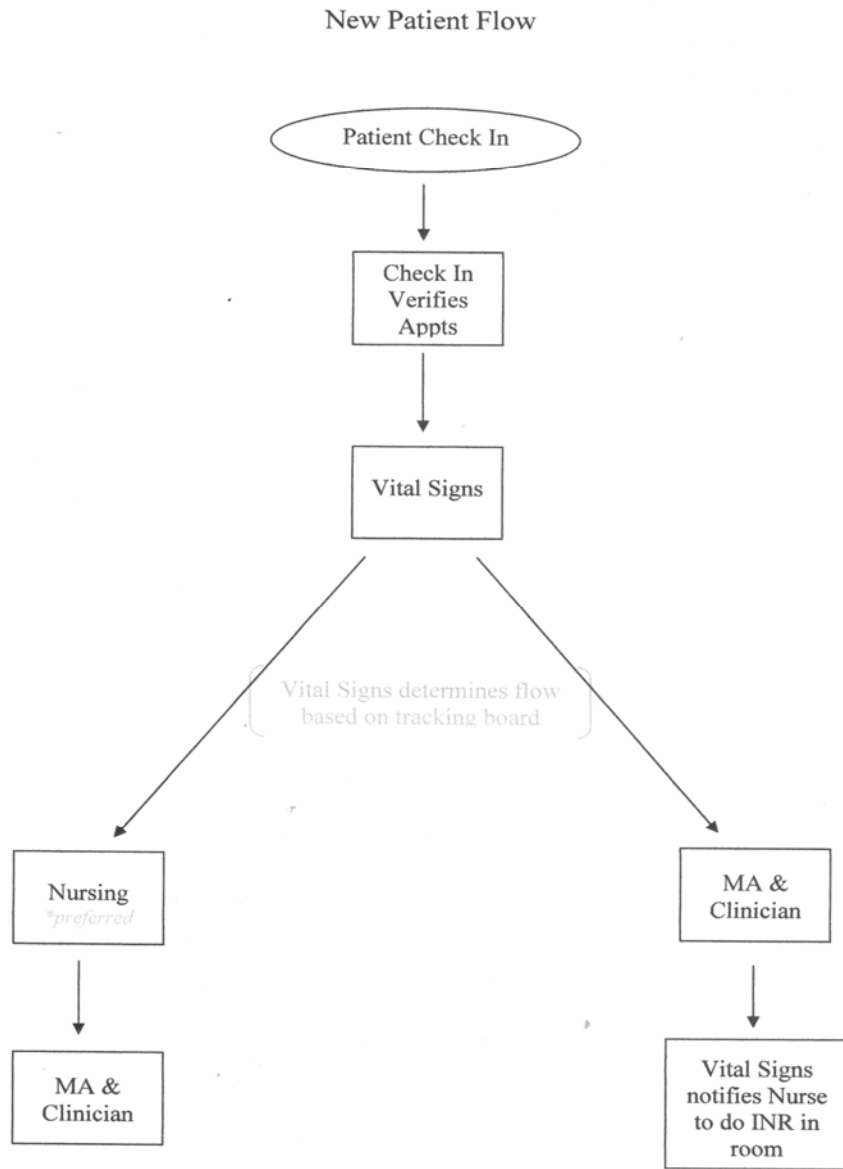 New Patient Flow
Patient Check In
Check In
Verifies
Appts
Vital Signs
Vital Signs determines flow
based on tracking board
Nursing
*preferred
MA &
Clinician
MA &
Clinician
Vital Signs
notifies Nurse
to do INR in
room